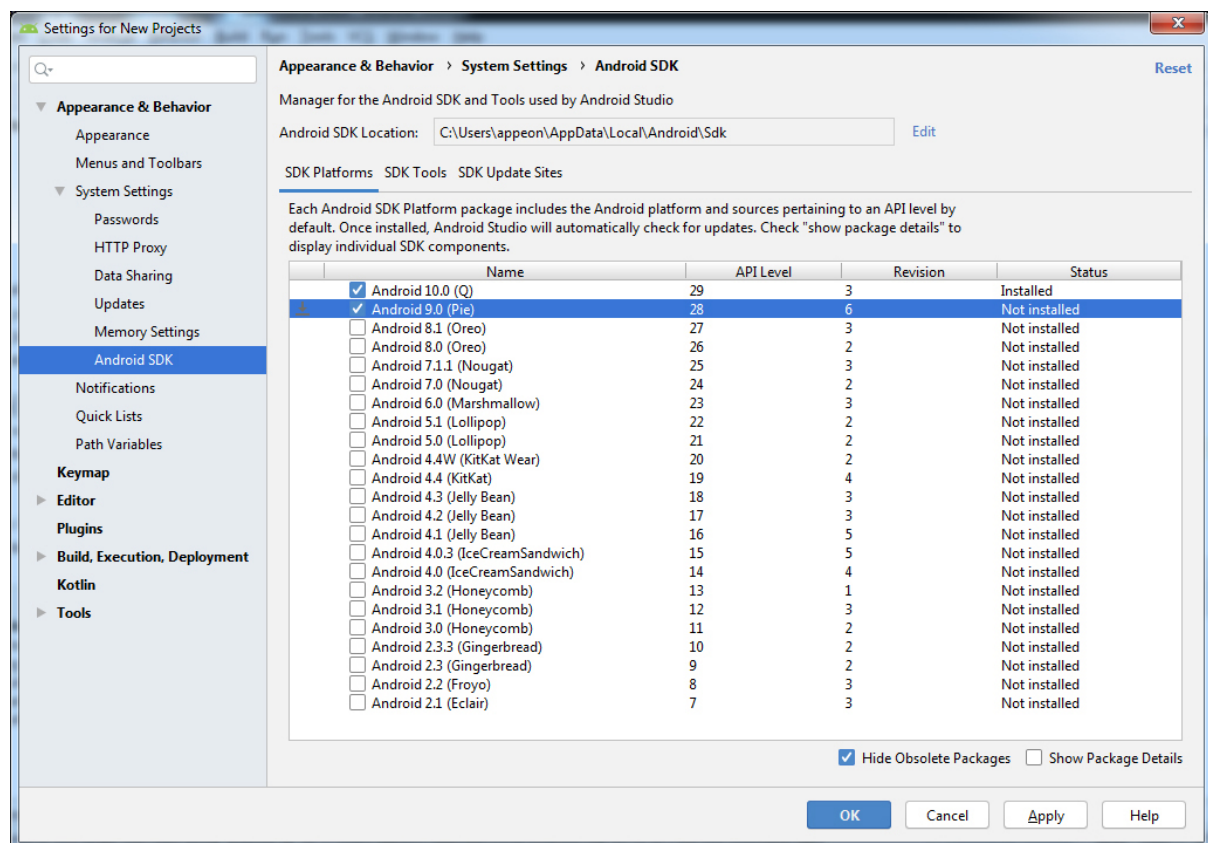 Settings for New Projects
Appearance & Behavior › System Settings › Android SDK
Reset
Appearance & Behavior
Appearance
Menus and Toolbars
System Settings
Passwords
HTTP Proxy
Data Sharing
Updates
Memory Settings
Android SDK
Notifications
Quick Lists
Path Variables
Keymap
Editor
Plugins
Build, Execution, Deployment
Kotlin
Tools
Manager for the Android SDK and Tools used by Android Studio
Android SDK Location: C:\Users\appeon\AppData\Local\Android\Sdk Edit
SDK Platforms SDK Tools SDK Update Sites
Each Android SDK Platform package includes the Android platform and sources pertaining to an API level by
default. Once installed, Android Studio will automatically check for updates. Check "show package details" to
display individual SDK components.
Name API Level Revision Status
Android 10.0 (Q) 29 3 Installed
Android 9.0 (Pie) 28 6 Not installed
Android 8.1 (Oreo) 27 3 Not installed
Android 8.0 (Oreo) 26 2 Not installed
Android 7.1.1 (Nougat) 25 3 Not installed
Android 7.0 (Nougat) 24 2 Not installed
Android 6.0 (Marshmallow) 23 3 Not installed
Android 5.1 (Lollipop) 22 2 Not installed
Android 5.0 (Lollipop) 21 2 Not installed
Android 4.4W (KitKat Wear) 20 2 Not installed
Android 4.4 (KitKat) 19 4 Not installed
Android 4.3 (Jelly Bean) 18 3 Not installed
Android 4.2 (Jelly Bean) 17 3 Not installed
Android 4.1 (Jelly Bean) 16 5 Not installed
Android 4.0.3 (IceCreamSandwich) 15 5 Not installed
Android 4.0 (IceCreamSandwich) 14 4 Not installed
Android 3.2 (Honeycomb) 13 1 Not installed
Android 3.1 (Honeycomb) 12 3 Not installed
Android 3.0 (Honeycomb) 11 2 Not installed
Android 2.3.3 (Gingerbread) 10 2 Not installed
Android 2.3 (Gingerbread) 9 2 Not installed
Android 2.2 (Froyo) 8 3 Not installed
Android 2.1 (Eclair) 7 3 Not installed
Hide Obsolete Packages Show Package Details
OK Cancel Apply Help